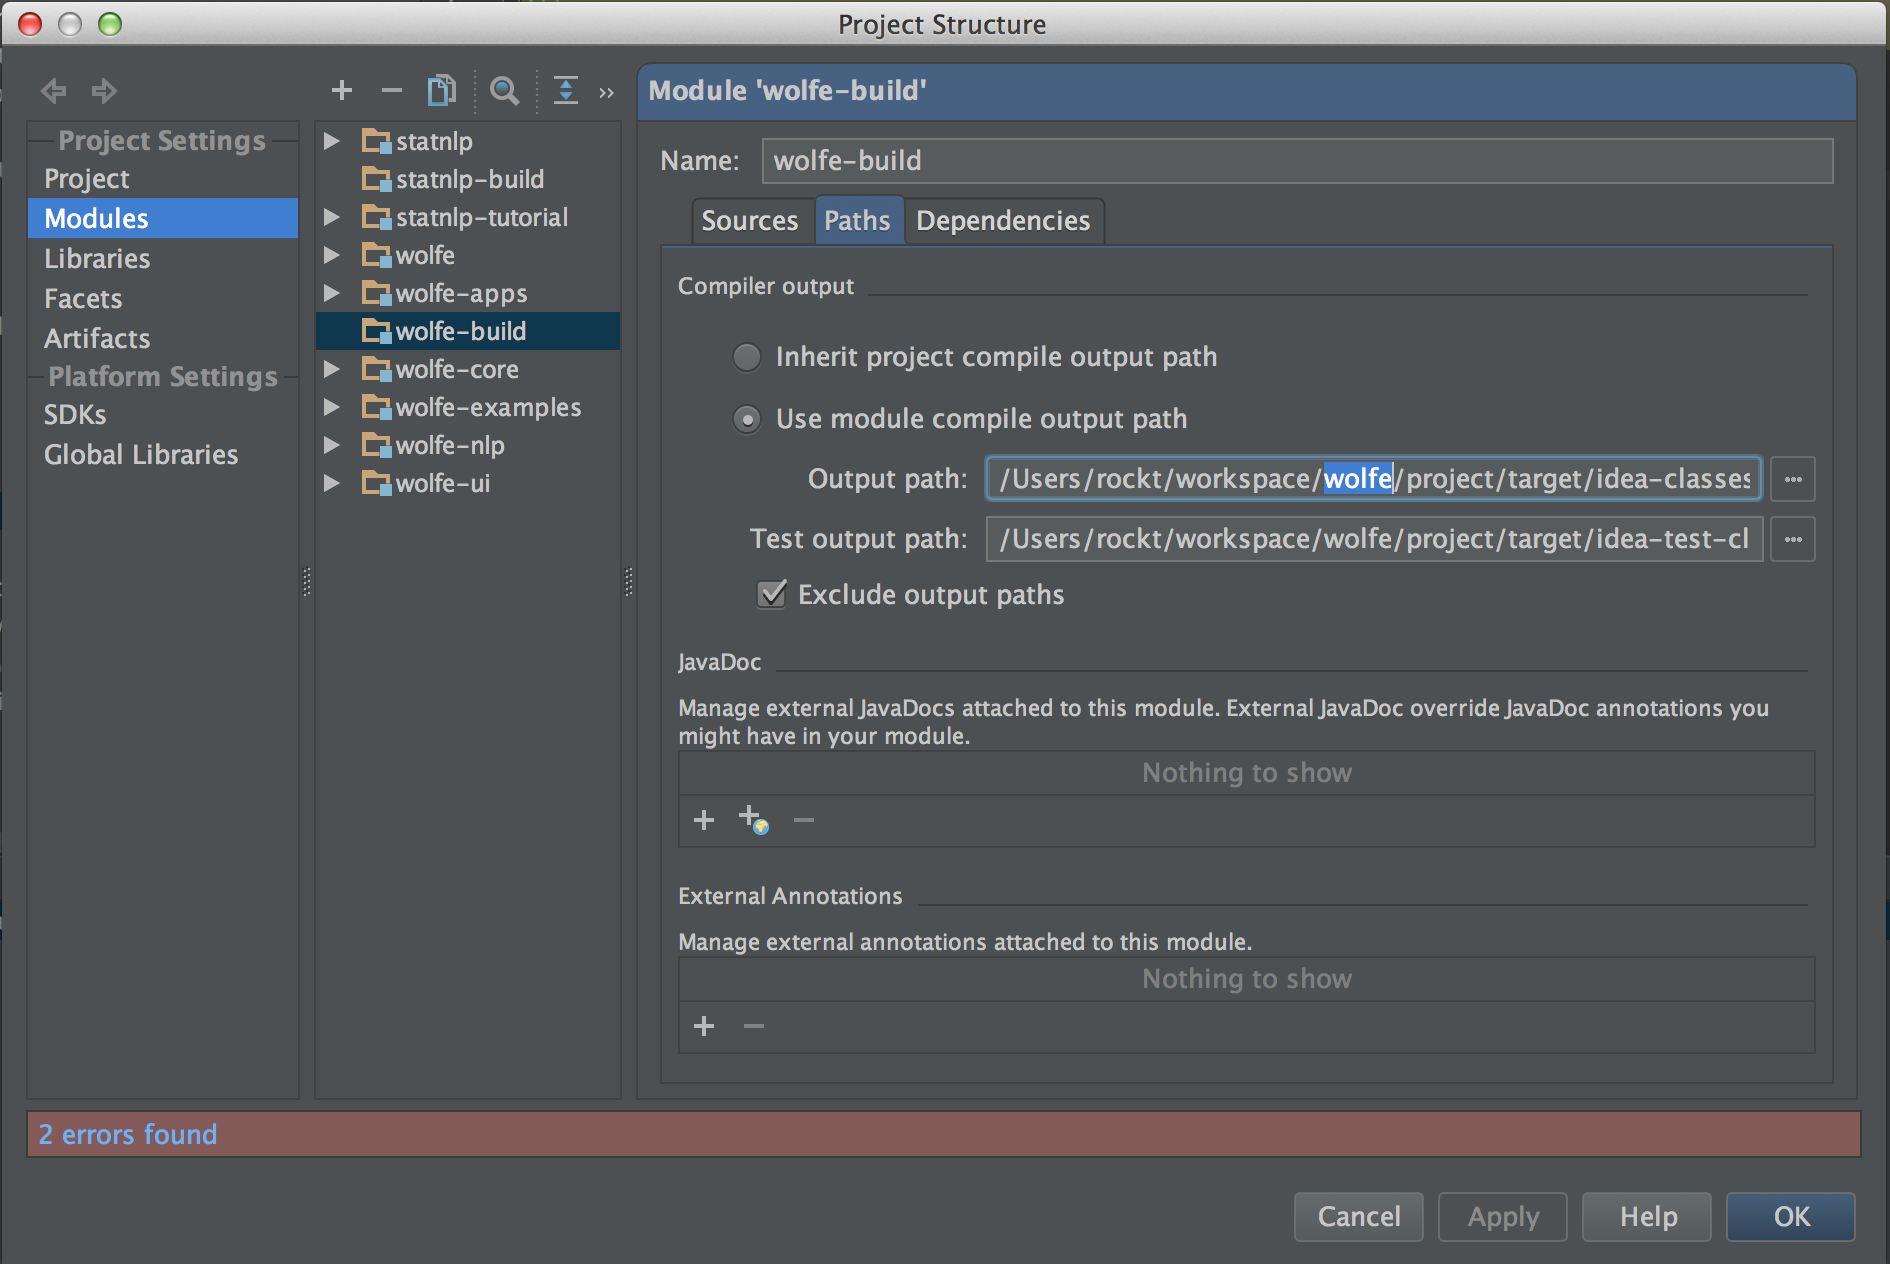 Project Structure
Project Settings
Project
Modules
Libraries
Facets
Artifacts
Platform Settings
SDKs
Global Libraries
statnlp
statnlp-build
statnlp-tutorial
wolfe
wolfe-apps
wolfe-build
wolfe-core
wolfe-examples
wolfe-nlp
wolfe-ui
Module 'wolfe-build'
Name: wolfe-build
Sources Paths Dependencies
Compiler output
Inherit project compile output path
Use module compile output path
Output path: /Users/rockt/workspace/wolfe/project/target/idea-classes
Test output path: /Users/rockt/workspace/wolfe/project/target/idea-test-cl
Exclude output paths
JavaDoc
Manage external JavaDocs attached to this module. External JavaDoc override JavaDoc annotations you
might have in your module.
Nothing to show
External Annotations
Manage external annotations attached to this module.
Nothing to show
2 errors found
Cancel Apply Help OK